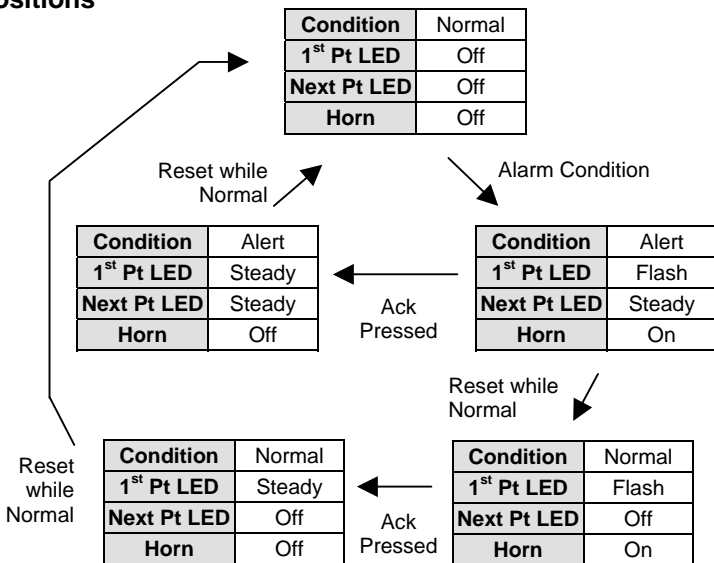 ositions
Condition Normal
1st Pt LED Off
Next Pt LED Off
Horn Off
Reset while
Normal
Alarm Condition
Condition Alert
1st Pt LED Steady
Next Pt LED Steady
Horn Off
Ack
Pressed
Condition Alert
1st Pt LED Flash
Next Pt LED Steady
Horn On
Reset while
Normal
Reset
while
Normal
Condition Normal
1st Pt LED Steady
Next Pt LED Off
Horn Off
Ack
Pressed
Condition Normal
1st Pt LED Flash
Next Pt LED Off
Horn On